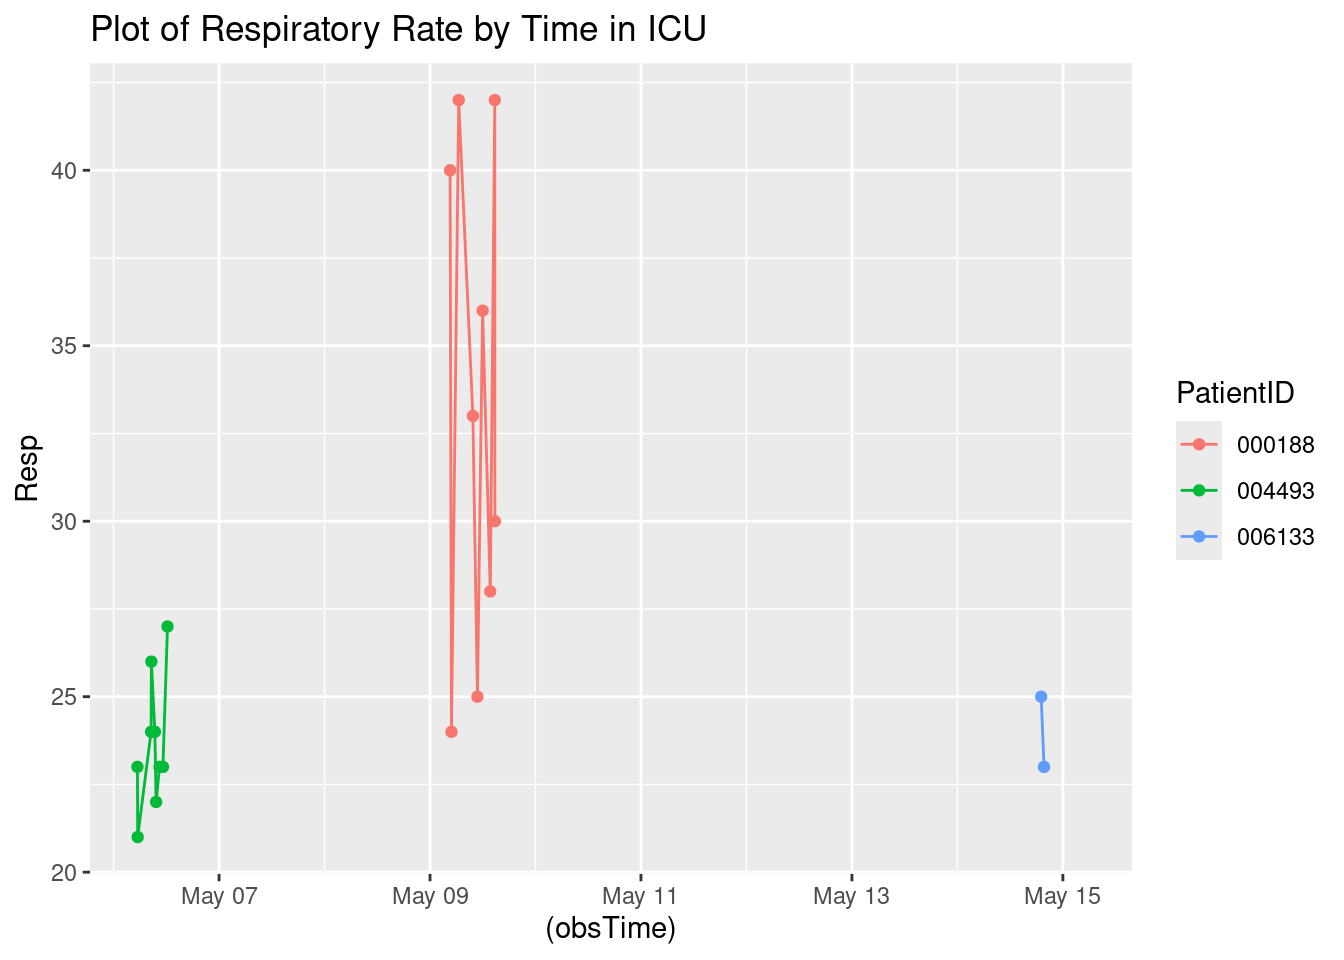 Plot of Respiratory Rate by Time in ICU
40
35
30
25
20
Resp
May 07
May 09
May 11
May 13
May 15
(obsTime)
PatientID
000188
004493
006133